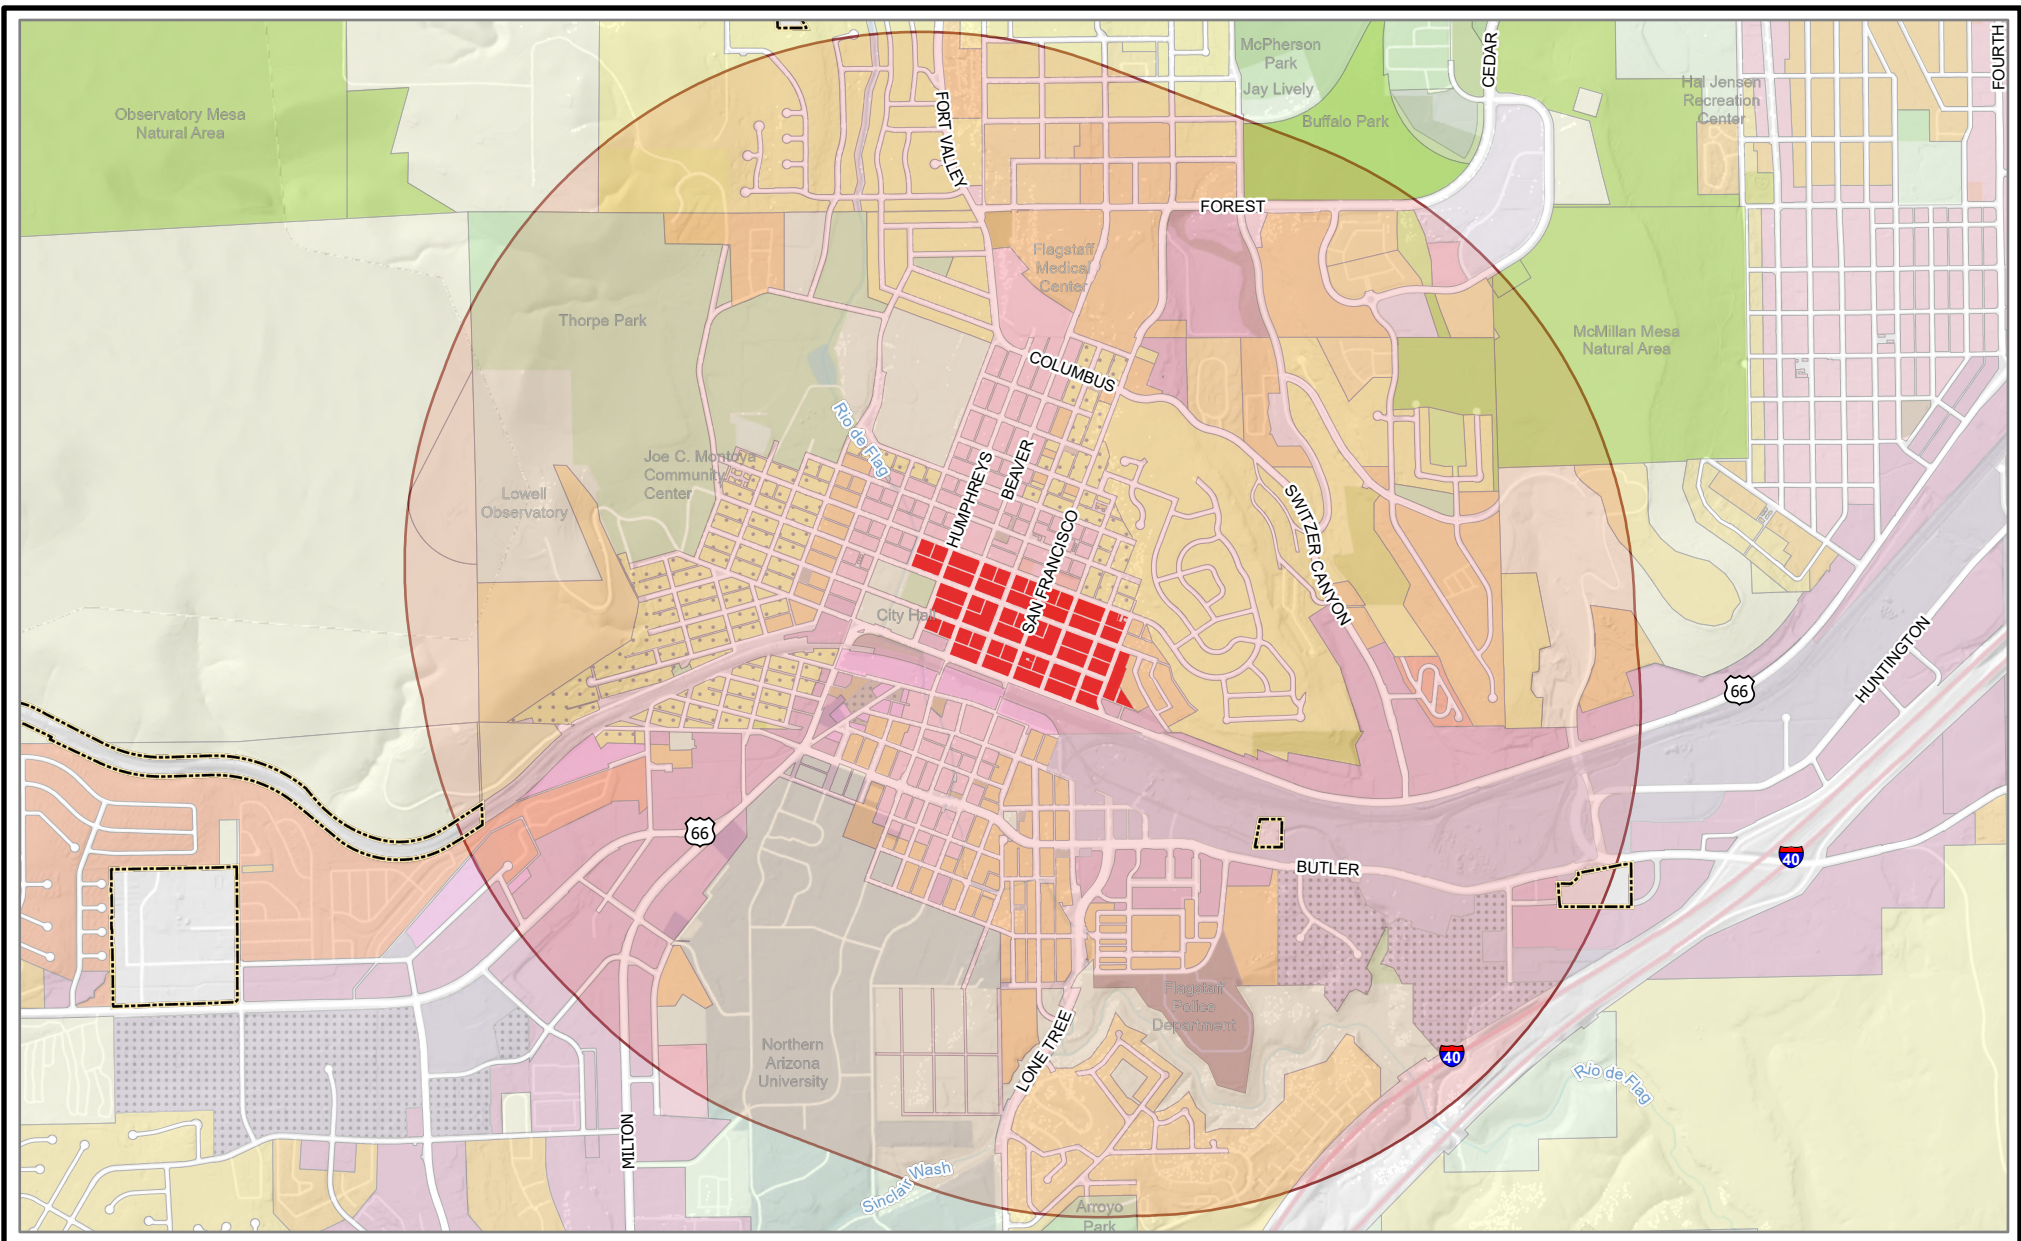 FOURTH
CEDAR
McPherson
Park
Jay Lively
Buffalo Park
Hal Jensen
Recreation
Center
Observatory Mesa
Natural Area
FORT VALLEY
FOREST
Flagstaff
Medical
Center
Thorpe Park
McMillan Mesa
Natural Area
COLUMBUS
Rio de Flag
Joe C. Montoya
Community
Center
HUMPHREYS
BEAVER
Lowell
Observatory
SAN FRANCISCO
SWITZER CANYON
City Hall
HUNTINGTON
66
66
BUTLER
40
Flagstaff
Police
Department
Northern
Arizona
University
LONE TREE
40
Rio de Flag
MILTON
Sinclair Wash
Arroyo
Park